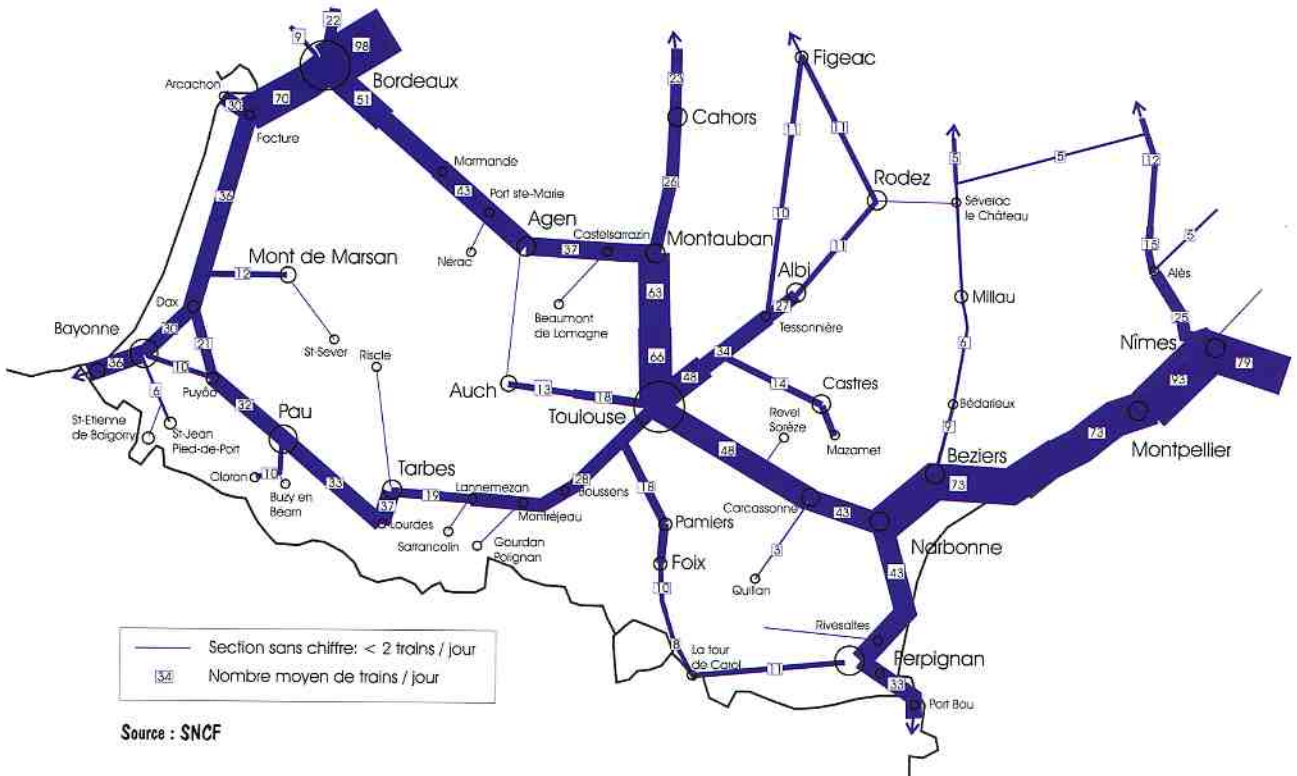 22
9
98
Bordeaux
Arcachon
30
70
51
Facture
36
Marmande
43
Port ste-Marie
Agen
Nérac
Castelsarrazin
37
Montauban
Beaumont
de Lomagne
23
Cahors
26
63
66
Figeac
11
11
10
Rodez
11
Albi
27
Tessonnière
5
5
Séverac
le Château
Millau
6
Bédarieux
9
12
15
5
Alès
25
Nîmes
79
93
Montpellier
73
Beziers
73
Mont de Marsan
12
St-Sever
Dax
30
21
Bayonne
36
10
6
Puyôo
St-Etienne
de Baïgorry
St-Jean
Pied-de-Port
32
Pau
Riscle
Oloron
10
Buzy en
Béarn
33
Tarbes
37
Lourdes
19
Lannemezan
Sarrancolin
Montréjeau
Gourdan
Polignan
28
Boussens
Auch
13
18
Toulouse
48
34
14
Castres
Mazamet
Revel
Sorèze
48
Carcassonne
43
Narbonne
3
Quillan
18
Pamiers
Foix
10
8
La tour
de Carol
11
43
Rivesaltes
Perpignan
33
Port Bou
Section sans chiffre: < 2 trains / jour
34 Nombre moyen de trains / jour
Source : SNCF